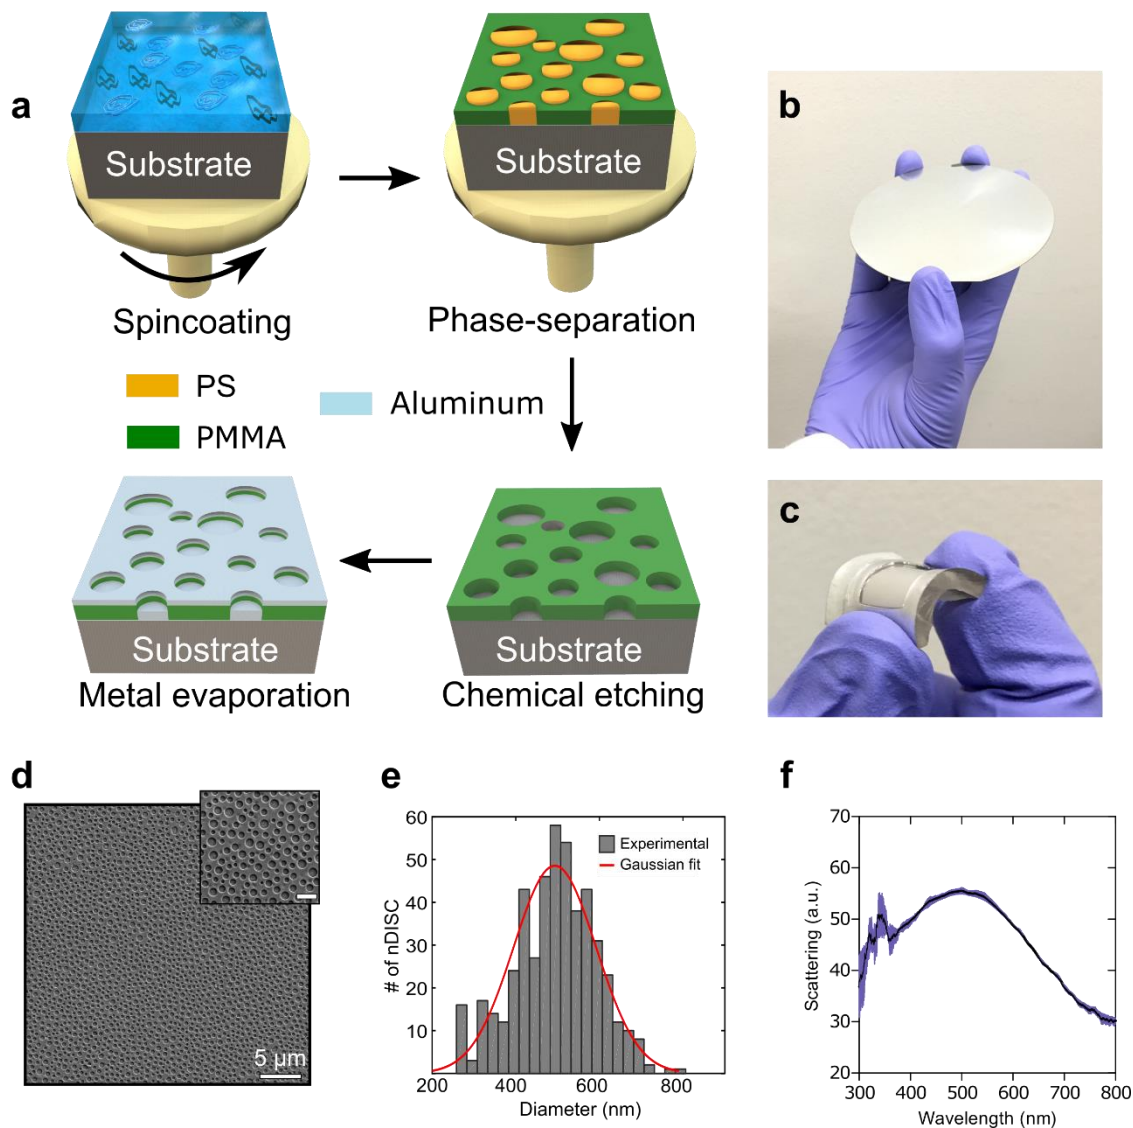 a
Substrate
Substrate
Spincoating
Phase-separation
PS
Aluminum
PMMA
Substrate
Substrate
Metal evaporation
Chemical etching
b
c
d
5 μm
e
60
50
40
30
20
10
# of nDISC
Experimental
Gaussian fit
200
400
600
800
Diameter (nm)
f
70
60
50
40
30
20
Scattering (a.u.)
300 400 500 600 700 800
Wavelength (nm)